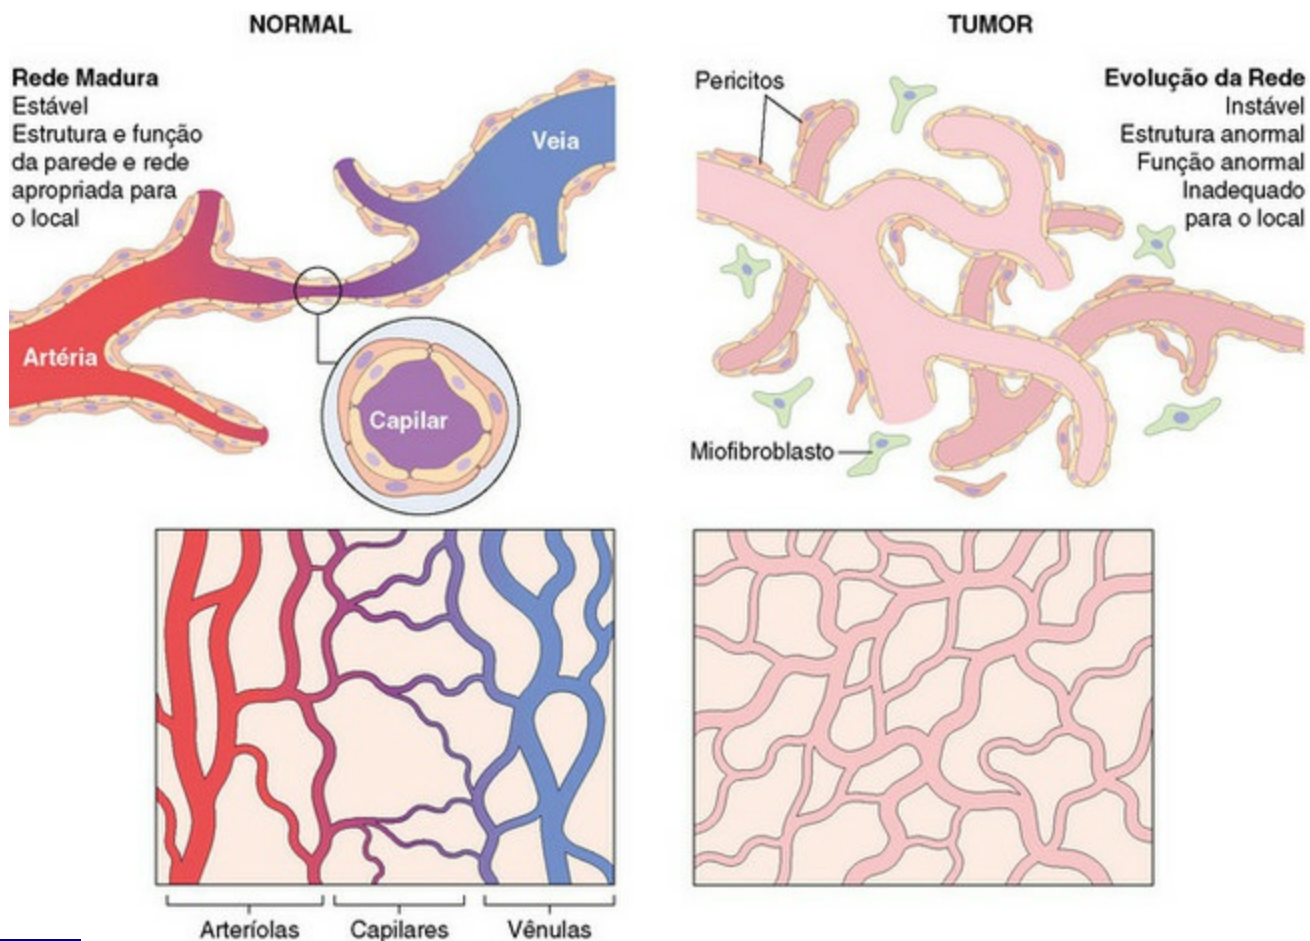 NORMAL
Rede Madura
Estável
Estrutura e função
da parede e rede
apropriada para
o local
Veia
Artéria
Capilar
Arteríolas
Capilares
Vênulas
TUMOR
Pericitos
Evolução da Rede
Instável
Estrutura anormal
Função anormal
Inadequado
para o local
Miofibroblasto